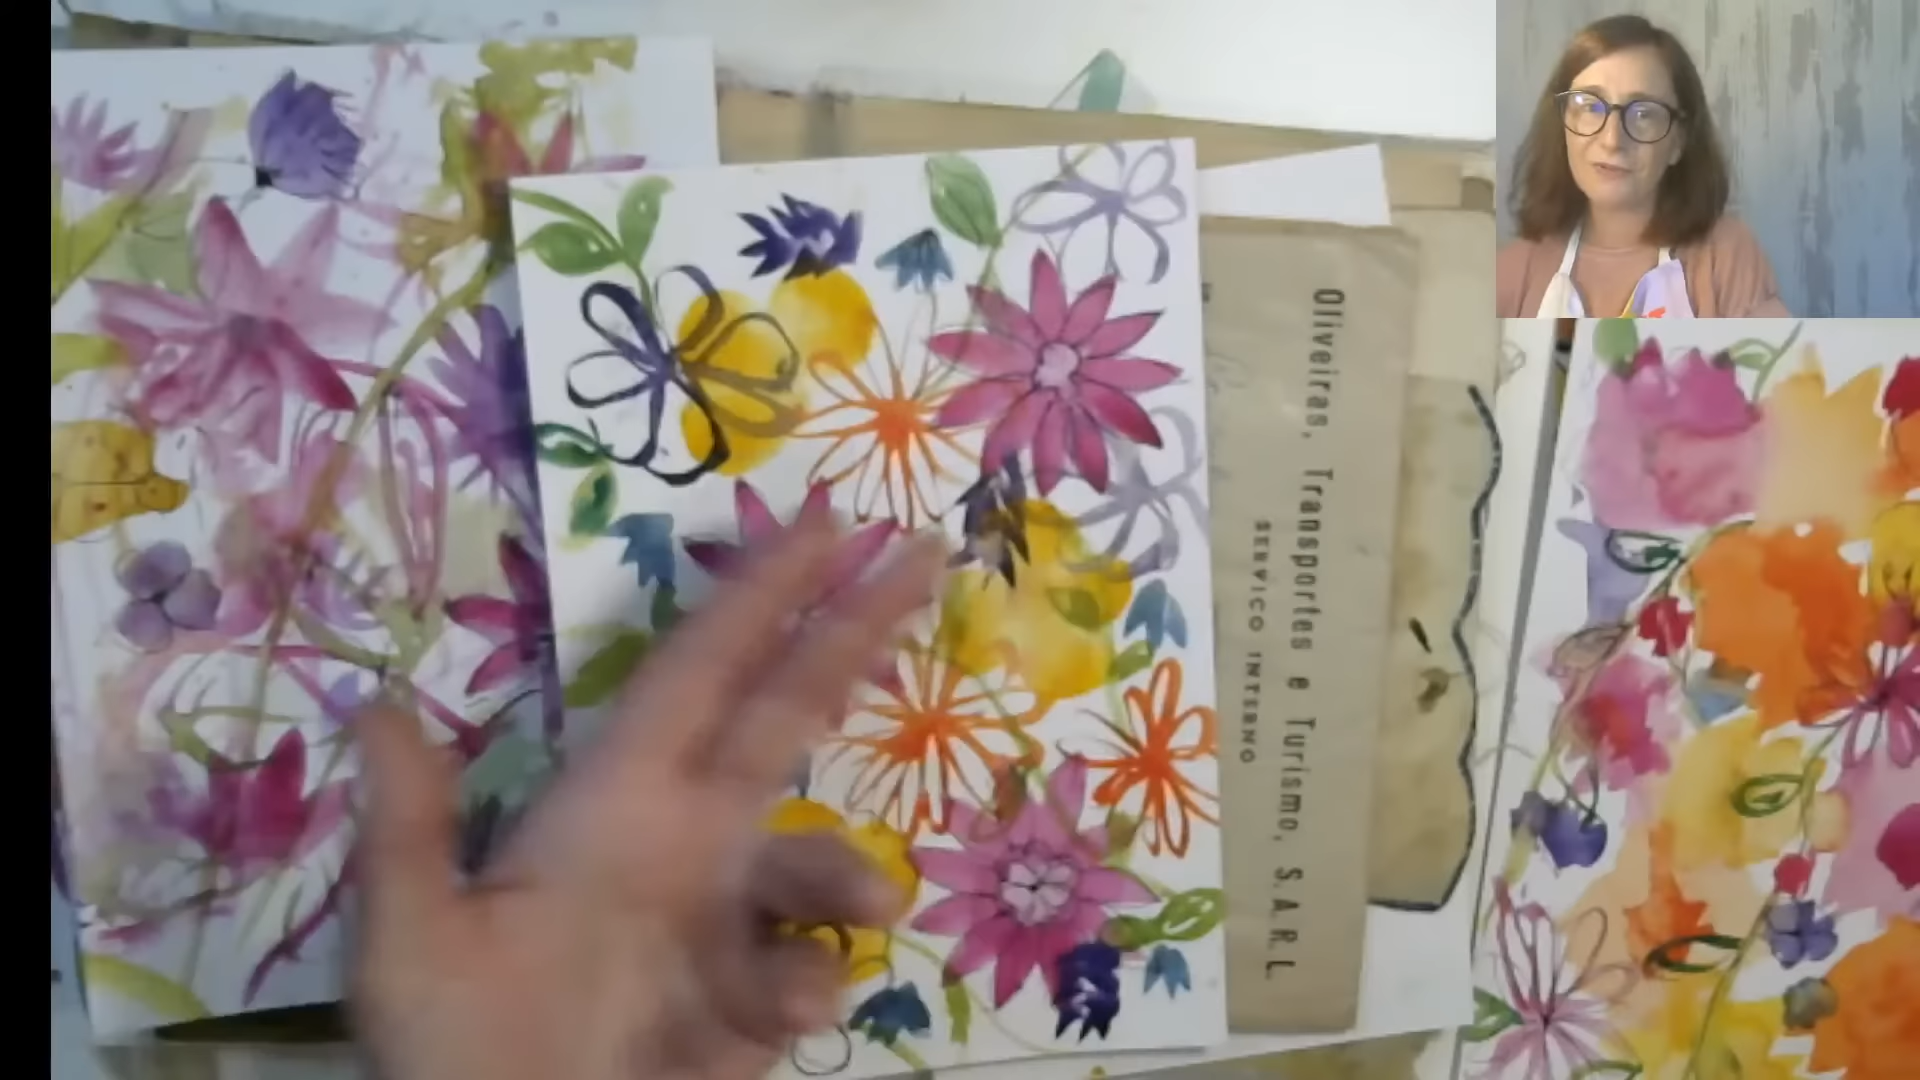 Oliveiras, Transportes e Turismo, S.A.R.L.
SERVIÇO INTERNO